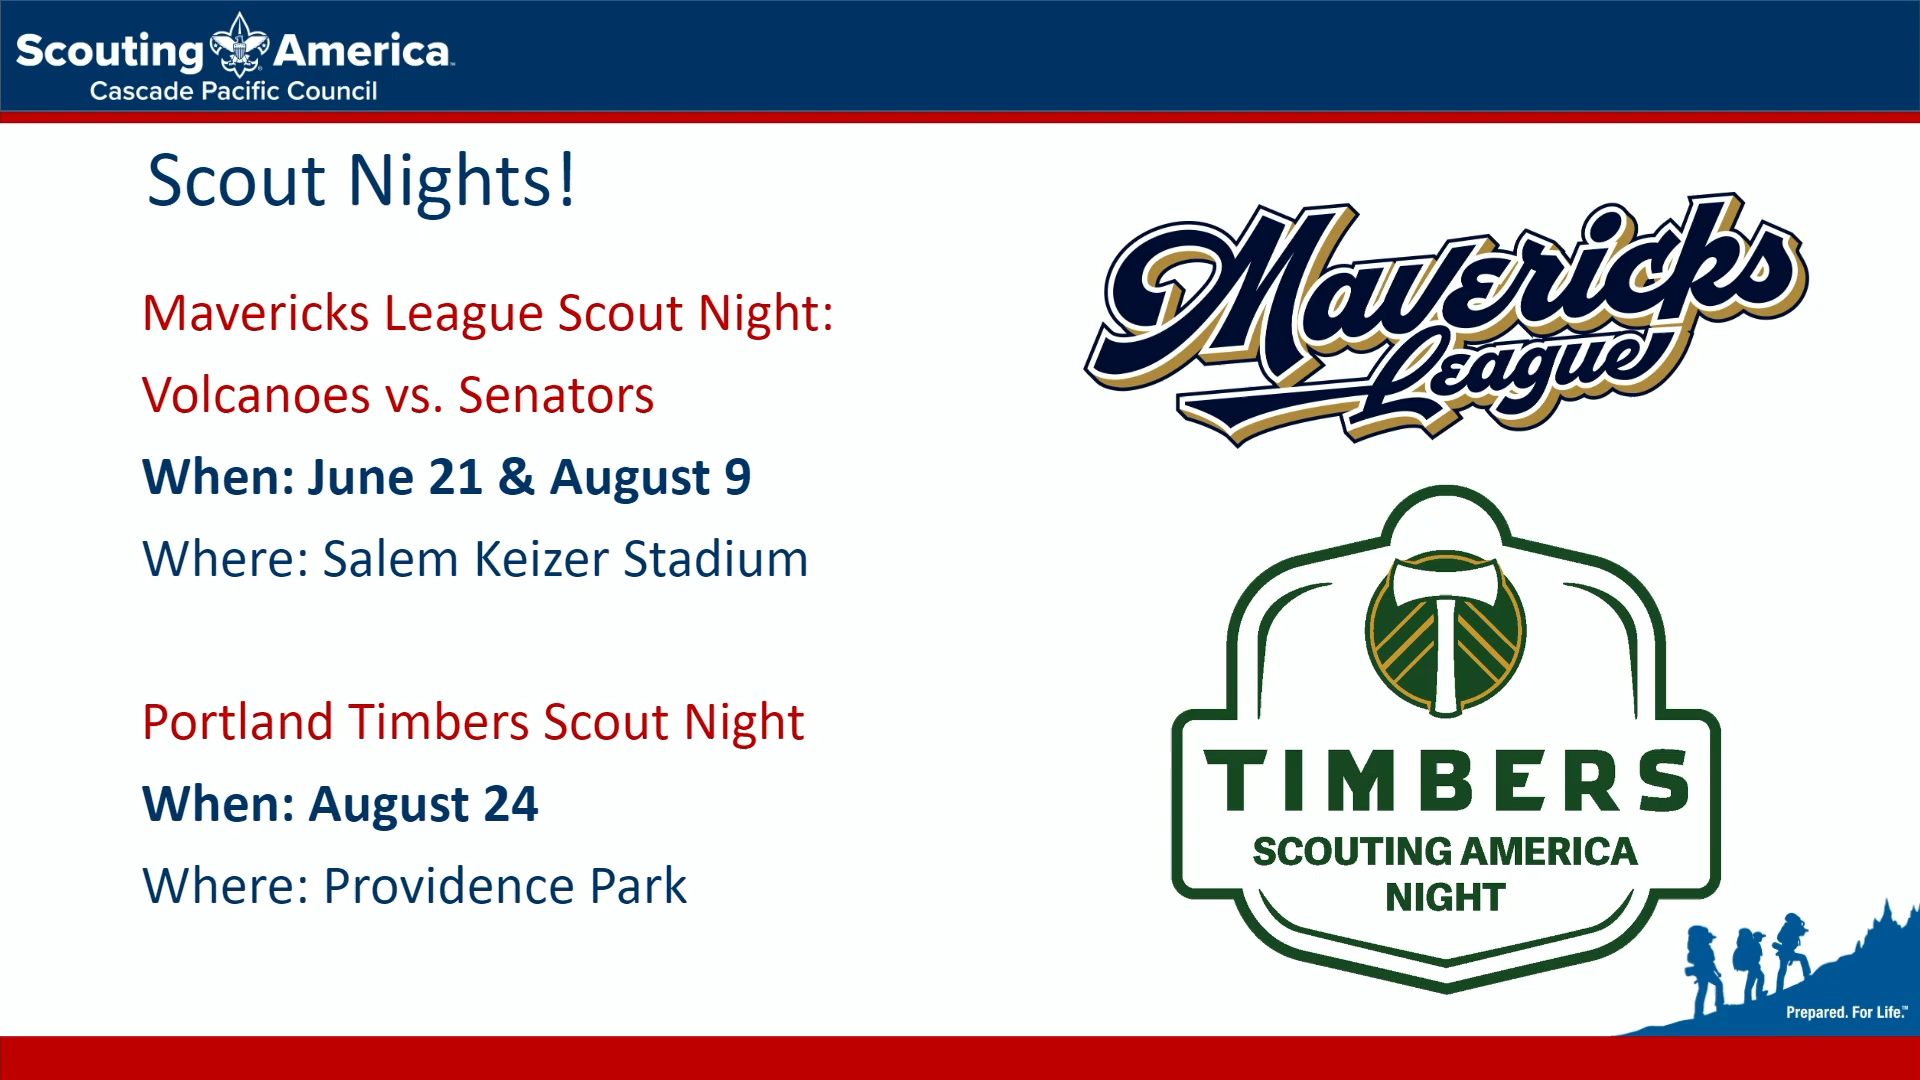 Scouting America
Cascade Pacific Council
Scout Nights!
Mavericks League Scout Night:
Volcanoes vs. Senators
When: June 21 & August 9
Where: Salem Keizer Stadium
Portland Timbers Scout Night
When: August 24
Where: Providence Park
Mavericks
League
TIMBERS
SCOUTING AMERICA
NIGHT
Prepared. For Life.™